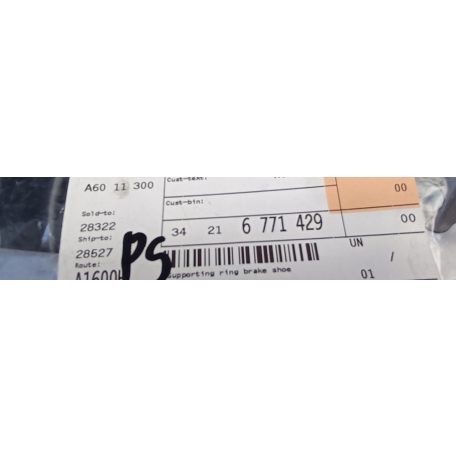 Cust-text:
A60 11 300
00
Cust-bin:
Sold-to:
28322
34 21 6 771 429
00
Ship-to:
28527
PS
UN
/
Route:
Supporting ring brake shoe
01